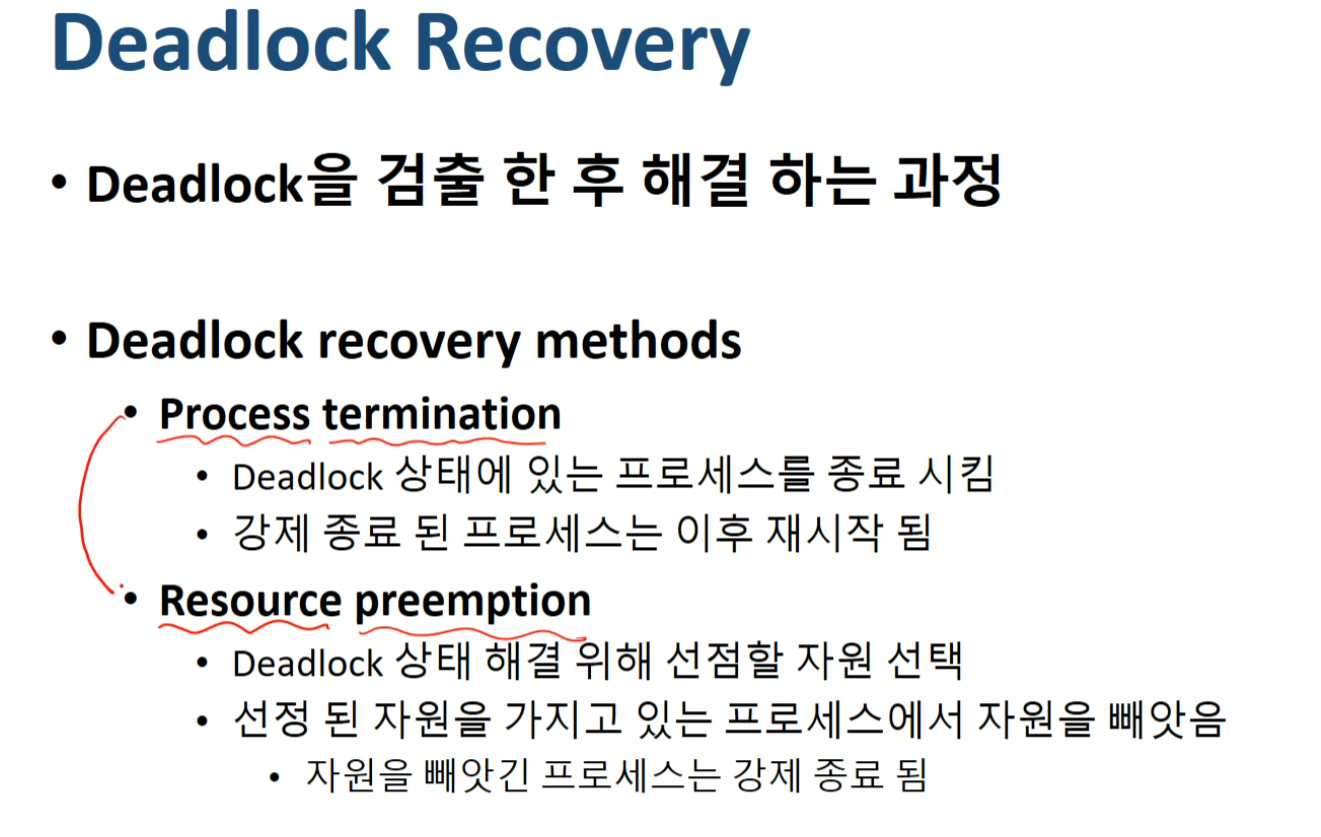 Deadlock Recovery
• Deadlock을 검출 한 후 해결 하는 과정
• Deadlock recovery methods
• Process termination
• Deadlock 상태에 있는 프로세스를 종료 시킴
• 강제 종료 된 프로세스는 이후 재시작 됨
• Resource preemption
• Deadlock 상태 해결 위해 선점할 자원 선택
• 선정 된 자원을 가지고 있는 프로세스에서 자원을 빼앗음
• 자원을 빼앗긴 프로세스는 강제 종료 됨